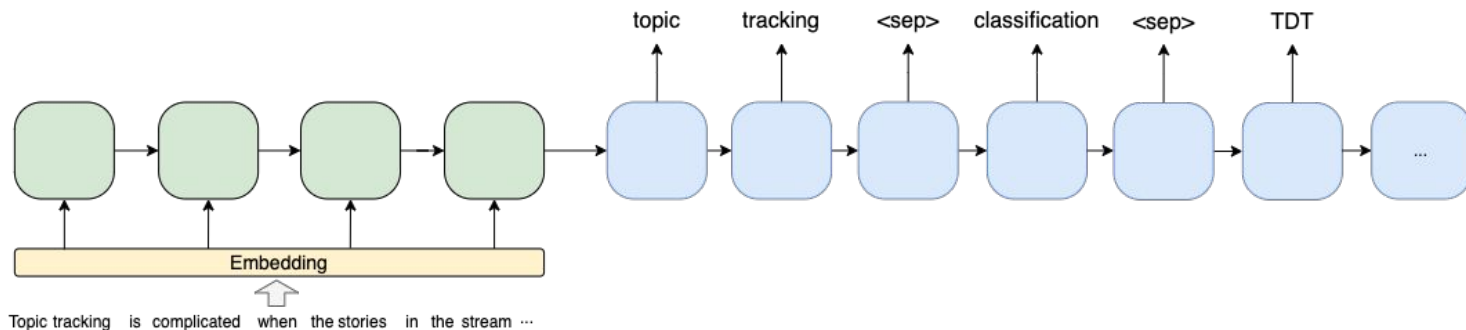 topic tracking <sep> classification <sep> TDT
...
Embedding
Topic tracking is complicated when the stories in the stream ...